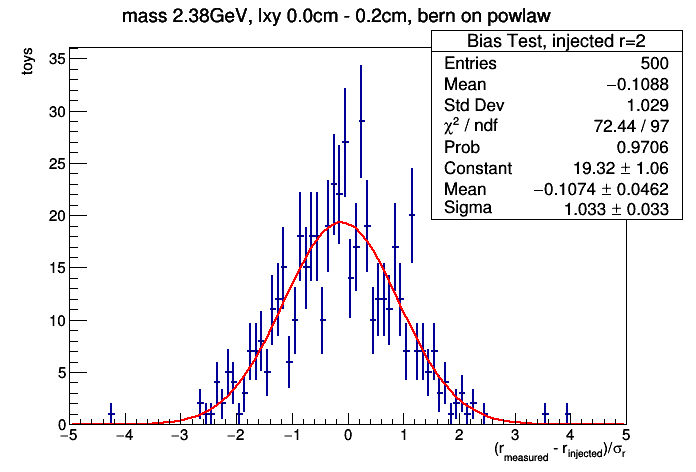 mass 2.38GeV, lxy 0.0cm - 0.2cm, bern on powlaw
toys
Bias Test, injected r=2
Entries 500
Mean −0.1088
Std Dev 1.029
χ² / ndf 72.44 / 97
Prob 0.9706
Constant 19.32 ± 1.06
Mean −0.1074 ± 0.0462
Sigma 1.033 ± 0.033
35
30
25
20
15
10
5
0
−5 −4 −3 −2 −1 0 1 2 3 4 5
(r_measured - r_injected)/σ_r